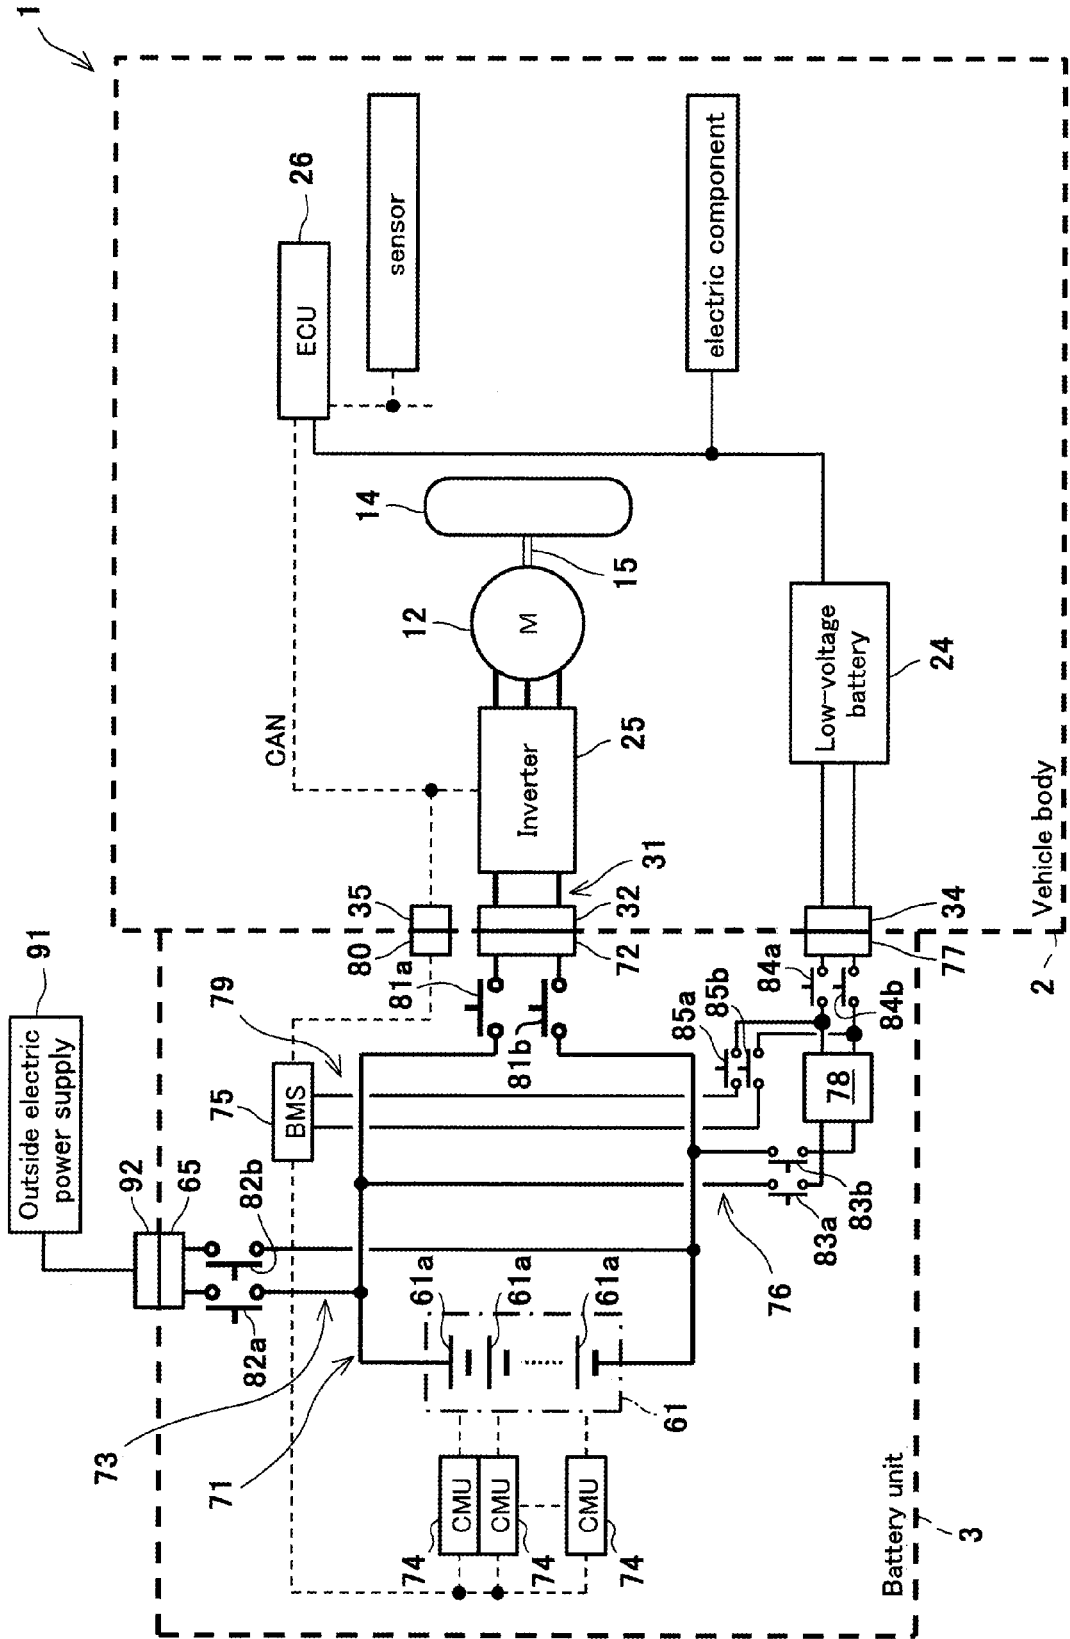 1
91
Outside electric
power supply
92
65
73
71
82a
82b
75
BMS
79
80
35
81a
CAN
ECU
26
sensor
14
12
M
15
61a
61a
61a
61
CMU
CMU
CMU
74
74
74
81b
72
32
31
Inverter
25
electric component
85a
85b
84a
84b
76
83a
83b
78
77
34
Low-voltage
battery
24
Battery unit
3
Vehicle body
2